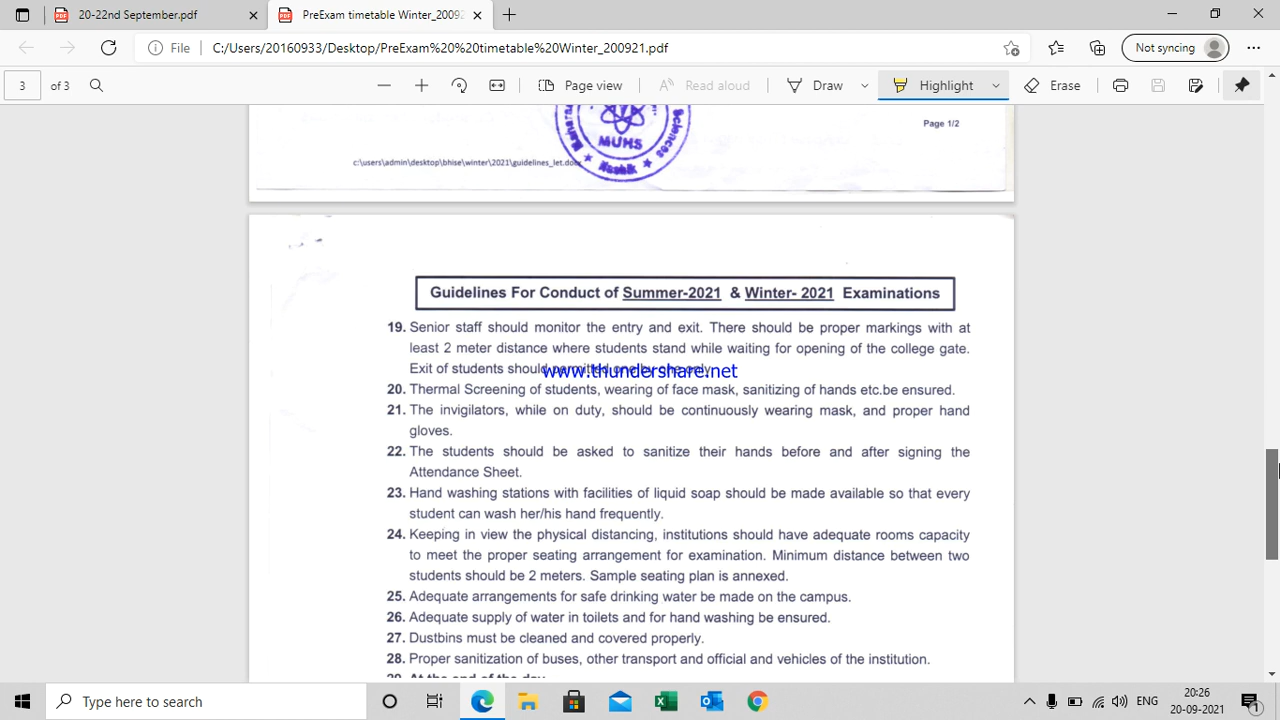 20-22nd September.pdf
PreExam timetable Winter_2009
File
C:/Users/20160933/Desktop/PreExam%20%20timetable%20Winter_200921.pdf
Not syncing
3
of 3
Page view
Read aloud
Draw
Highlight
Erase
Sciences
MUHS
Nashik
Page 1/2
c:\users\admin\desktop\bhise\winter\2021\guidelines_let.docx
Guidelines For Conduct of Summer-2021 & Winter- 2021 Examinations
19. Senior staff should monitor the entry and exit. There should be proper markings with at
least 2 meter distance where students stand while waiting for opening of the college gate.
Exit of students should permitted one by one only.
www.thundershare.net
20. Thermal Screening of students, wearing of face mask, sanitizing of hands etc.be ensured.
21. The invigilators, while on duty, should be continuously wearing mask, and proper hand
gloves.
22. The students should be asked to sanitize their hands before and after signing the
Attendance Sheet.
23. Hand washing stations with facilities of liquid soap should be made available so that every
student can wash her/his hand frequently.
24. Keeping in view the physical distancing, institutions should have adequate rooms capacity
to meet the proper seating arrangement for examination. Minimum distance between two
students should be 2 meters. Sample seating plan is annexed.
25. Adequate arrangements for safe drinking water be made on the campus.
26. Adequate supply of water in toilets and for hand washing be ensured.
27. Dustbins must be cleaned and covered properly.
28. Proper sanitization of buses, other transport and official and vehicles of the institution.
29. At the end of the day
Type here to search
ENG
20:26
20-09-2021
1